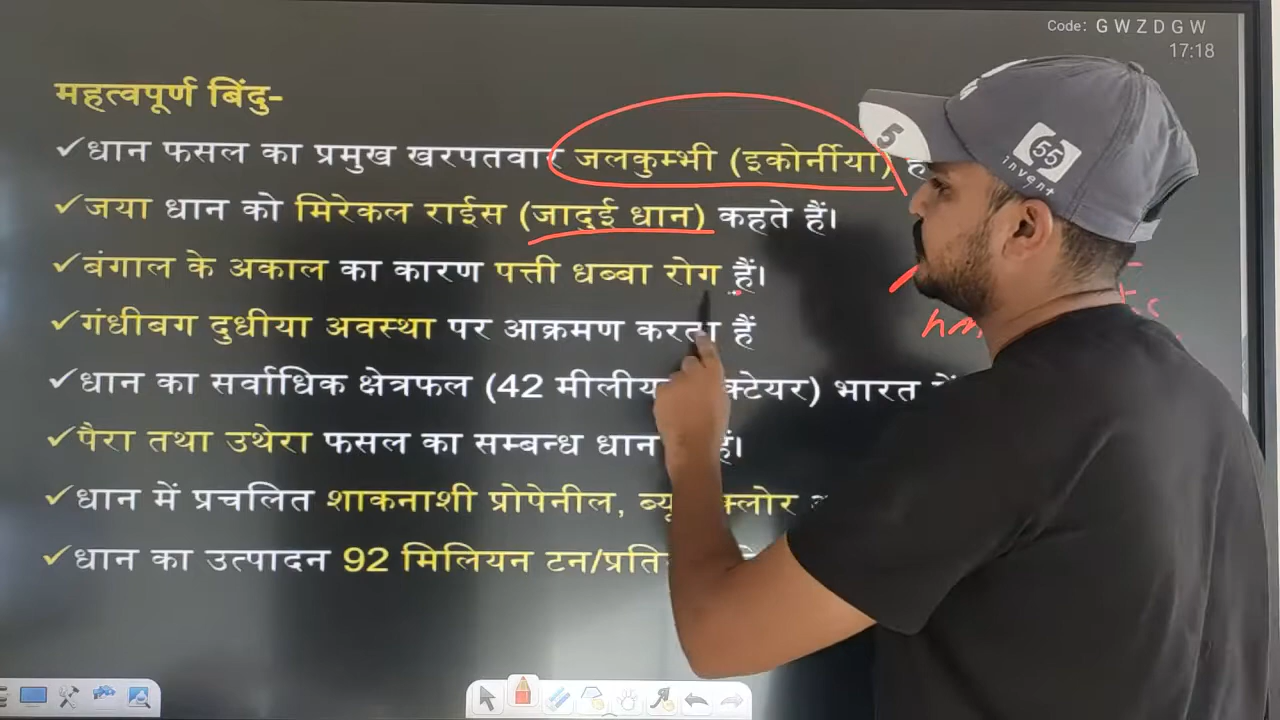 Code: GWZDGW
17:18
महत्वपूर्ण बिंदु-
✓धान फसल का प्रमुख खरपतवार जलकुम्भी (इकोर्नीया)
✓जया धान को मिरेकल राईस (जादुई धान) कहते हैं।
✓बंगाल के अकाल का कारण पत्ती धब्बा रोग हैं।
✓गंधीबग दुधीया अवस्था पर आक्रमण करता हैं
✓धान का सर्वाधिक क्षेत्रफल (42 भारत
✓पैरा तथा उथेरा फसल का सम्बन्ध धान
✓धान में प्रचलित शाकनाशी प्रोपेनील,
✓धान का उत्पादन 92 मिलियन टन/
5
55
invent